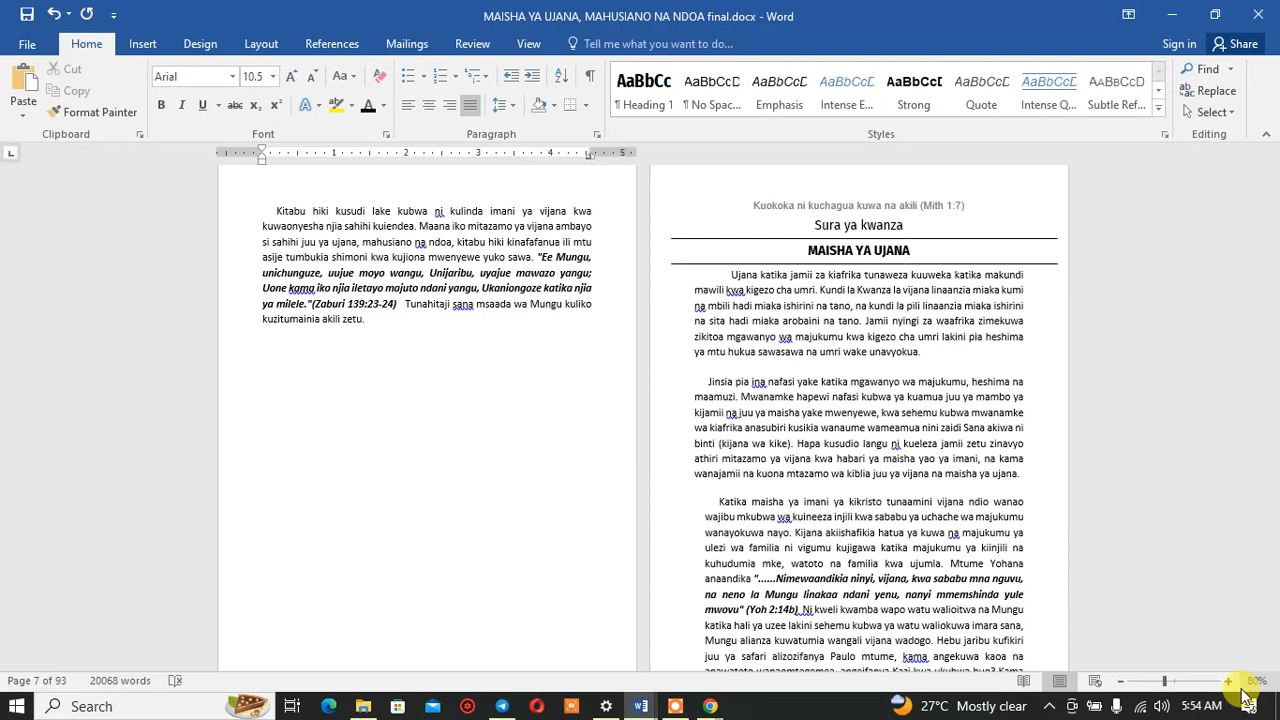 MAISHA YA UJANA, MAHUSIANO NA NDOA final.docx - Word
File Home Insert Design Layout References Mailings Review View Tell me what you want to do... Sign in Share
Paste
Cut
Copy
Format Painter
Arial 10.5
Clipboard
Font
Paragraph
AaBbCc AaBbCcD AaBbCcD AaBbCcD AaBbCcD AaBbCcD AaBbCcD AaBbCcD
¶ Heading 1 ¶ No Spac... Emphasis Intense E... Strong Quote Intense Q... Subtle Ref...
Styles
Find
Replace
Select
Editing
1 2 3 4 5
Kitabu hiki kusudi lake kubwa ni kulinda imani ya vijana kwa
kuwaonyesha njia sahihi kuiendea. Maana iko mitazamo ya vijana ambayo
si sahihi juu ya ujana, mahusiano na ndoa, kitabu hiki kinafafanua ili mtu
asije tumbukia shimoni kwa kujiona mwenyewe yuko sawa. "Ee Mungu,
unichunguze, uujue moyo wangu, Unijaribu, uyajue mawazo yangu;
Uone kama iko njia iletayo majuto ndani yangu, Ukaniongoze katika njia
ya milele."(Zaburi 139:23-24) Tunahitaji sana msaada wa Mungu kuliko
kuzitumainia akili zetu.
Kuokoka ni kuchagua kuwa na akili (Mith 1:7)
Sura ya kwanza
MAISHA YA UJANA
Ujana katika jamii za kiafrika tunaweza kuuweka katika makundi
mawili kwa kigezo cha umri. Kundi la Kwanza la vijana linaanzia miaka kumi
na mbili hadi miaka ishirini na tano, na kundi la pili linaanzia miaka ishirini
na sita hadi miaka arobaini na tano. Jamii nyingi za waafrika zimekuwa
zikitoa mgawanyo wa majukumu kwa kigezo cha umri lakini pia heshima
ya mtu hukua sawasawa na umri wake unavyokua.
Jinsia pia ina nafasi yake katika mgawanyo wa majukumu, heshima na
maamuzi. Mwanamke hapewi nafasi kubwa ya kuamua juu ya mambo ya
kijamii na juu ya maisha yake mwenyewe, kwa sehemu kubwa mwanamke
wa kiafrika anasubiri kusikia wanaume wameamua nini zaidi Sana akiwa ni
binti (kijana wa kike). Hapa kusudio langu ni kueleza jamii zetu zinavyo
athiri mitazamo ya vijana kwa habari ya maisha yao ya imani, na kama
wanajamii na kuona mtazamo wa kiblia juu ya vijana na maisha ya ujana.
Katika maisha ya imani ya kikristo tunaamini vijana ndio wanao
wajibu mkubwa wa kuineeza injili kwa sababu ya uchache wa majukumu
wanayokuwa nayo. Kijana akiishafikia hatua ya kuwa na majukumu ya
ulezi wa familia ni vigumu kujigawa katika majukumu ya kiinjili na
kuhudumia mke, watoto na familia kwa ujumla. Mtume Yohana
anaandika "......Nimewaandikia ninyi, vijana, kwa sababu mna nguvu,
na neno la Mungu linakaa ndani yenu, nanyi mmemshinda yule
mwovu" (Yoh 2:14b). Ni kweli kwamba wapo watu walioitwa na Mungu
katika hali ya uzee lakini sehemu kubwa ya watu waliokuwa imara sana,
Mungu alianza kuwatumia wangali vijana wadogo. Hebu jaribu kufikiri
juu ya safari alizozifanya Paulo mtume, kama angekuwa kaoa na
Page 7 of 93 20068 words 80%
Search 27°C Mostly clear 5:54 AM